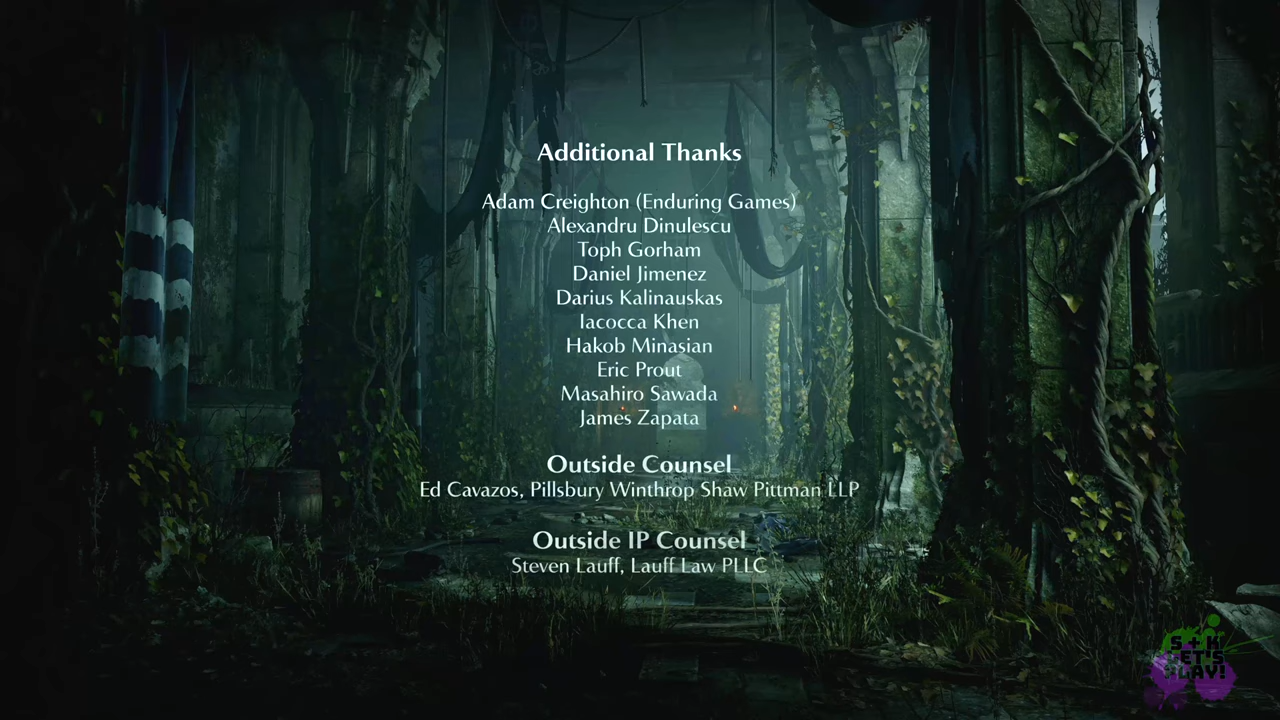 Additional Thanks
Adam Creighton (Enduring Games)
Alexandru Dinulescu
Toph Gorham
Daniel Jimenez
Darius Kalinauskas
Iacocca Khen
Hakob Minasian
Eric Prout
Masahiro Sawada
James Zapata
Outside Counsel
Ed Cavazos, Pillsbury Winthrop Shaw Pittman LLP
Outside IP Counsel
Steven Lauff, Lauff Law PLLC
S + K
LET'S
PLAY!